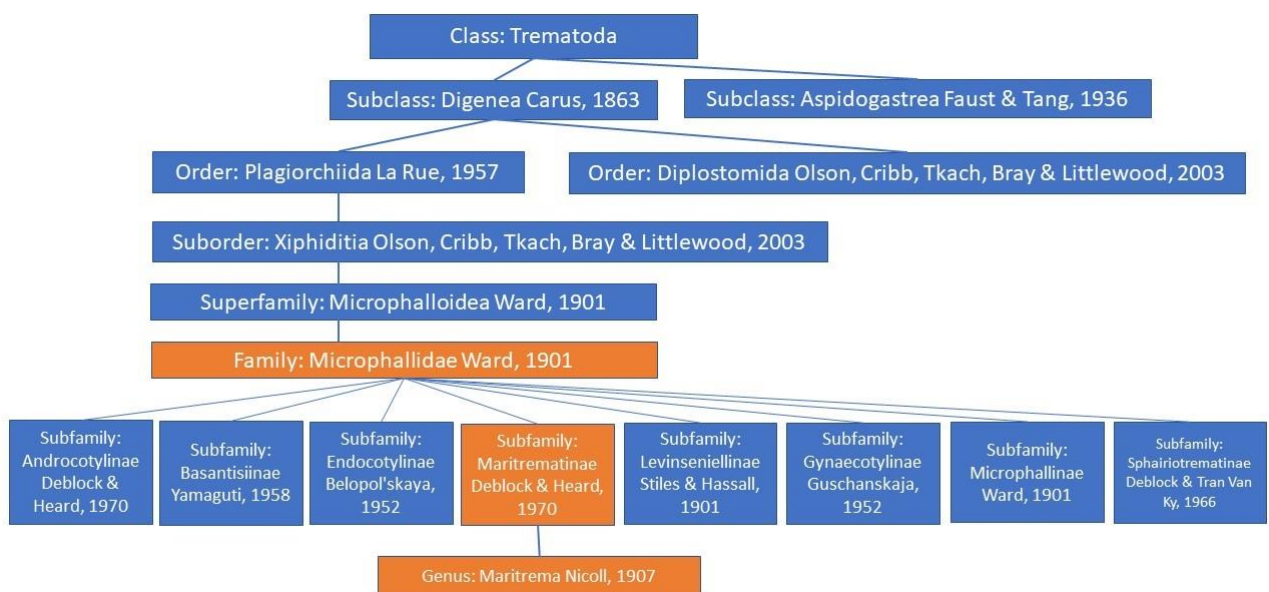 Class: Trematoda
Subclass: Digenea Carus, 1863
Subclass: Aspidogastrea Faust & Tang, 1936
Order: Plagiorchiida La Rue, 1957
Order: Diplostomida Olson, Cribb, Tkach, Bray & Littlewood, 2003
Suborder: Xiphiditia Olson, Cribb, Tkach, Bray & Littlewood, 2003
Superfamily: Microphalloidea Ward, 1901
Family: Microphallidae Ward, 1901
Subfamily:
Androcotylinae
Deblock &
Heard, 1970
Subfamily:
Basantisiinae
Yamaguti, 1958
Subfamily:
Endocotylinae
Belopol'skaya,
1952
Subfamily:
Maritrematinae
Deblock & Heard,
1970
Subfamily:
Levinseniellinae
Stiles & Hassall,
1901
Subfamily:
Gynaecotylinae
Guschanskaja,
1952
Subfamily:
Microphallinae
Ward, 1901
Subfamily:
Sphairiotrematinae
Deblock & Tran Van
Ky, 1966
Genus: Maritrema Nicoll, 1907